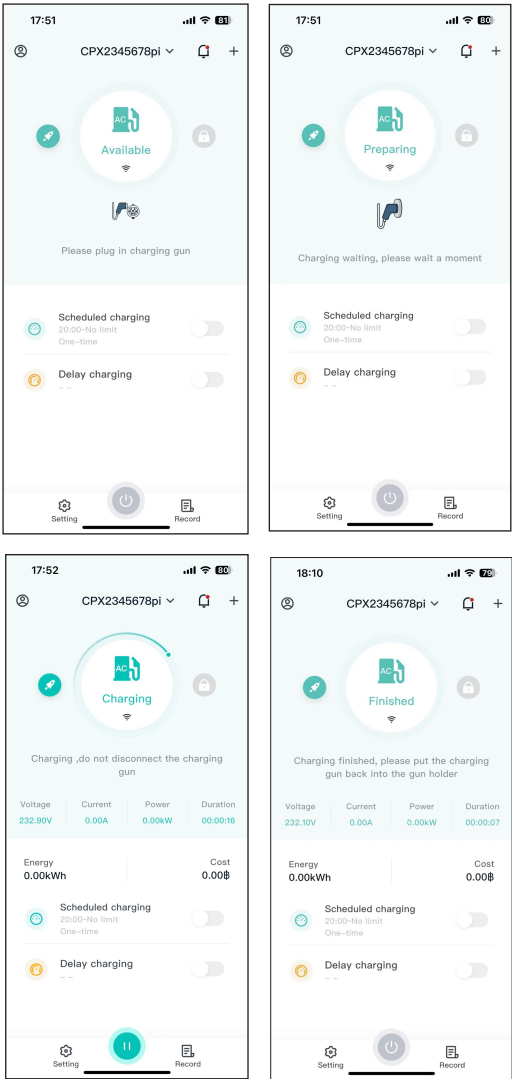 17:51
81
CPX2345678pi
AC
Available
Please plug in charging gun
Scheduled charging
20:00-No limit
One-time
Delay charging
- -
Setting
Record
17:51
80
CPX2345678pi
AC
Preparing
Charging waiting, please wait a moment
Scheduled charging
20:00-No limit
One-time
Delay charging
- -
Setting
Record
17:52
80
CPX2345678pi
AC
Charging
Charging ,do not disconnect the charging
gun
Voltage Current Power Duration
232.90V 0.00A 0.00kW 00:00:16
Energy Cost
0.00kWh 0.00฿
Scheduled charging
20:00-No limit
One-time
Delay charging
- -
Setting
Record
18:10
79
CPX2345678pi
AC
Finished
Charging finished, please put the charging
gun back into the gun holder
Voltage Current Power Duration
232.10V 0.00A 0.00kW 00:00:07
Energy Cost
0.00kWh 0.00฿
Scheduled charging
20:00-No limit
One-time
Delay charging
- -
Setting
Record